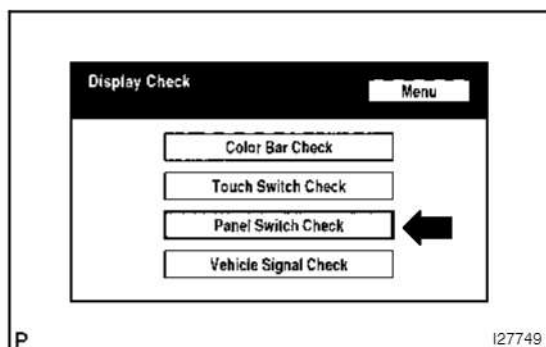 Display Check
Menu
Color Bar Check
Touch Switch Check
Panel Switch Check
Vehicle Signal Check
P
I27749